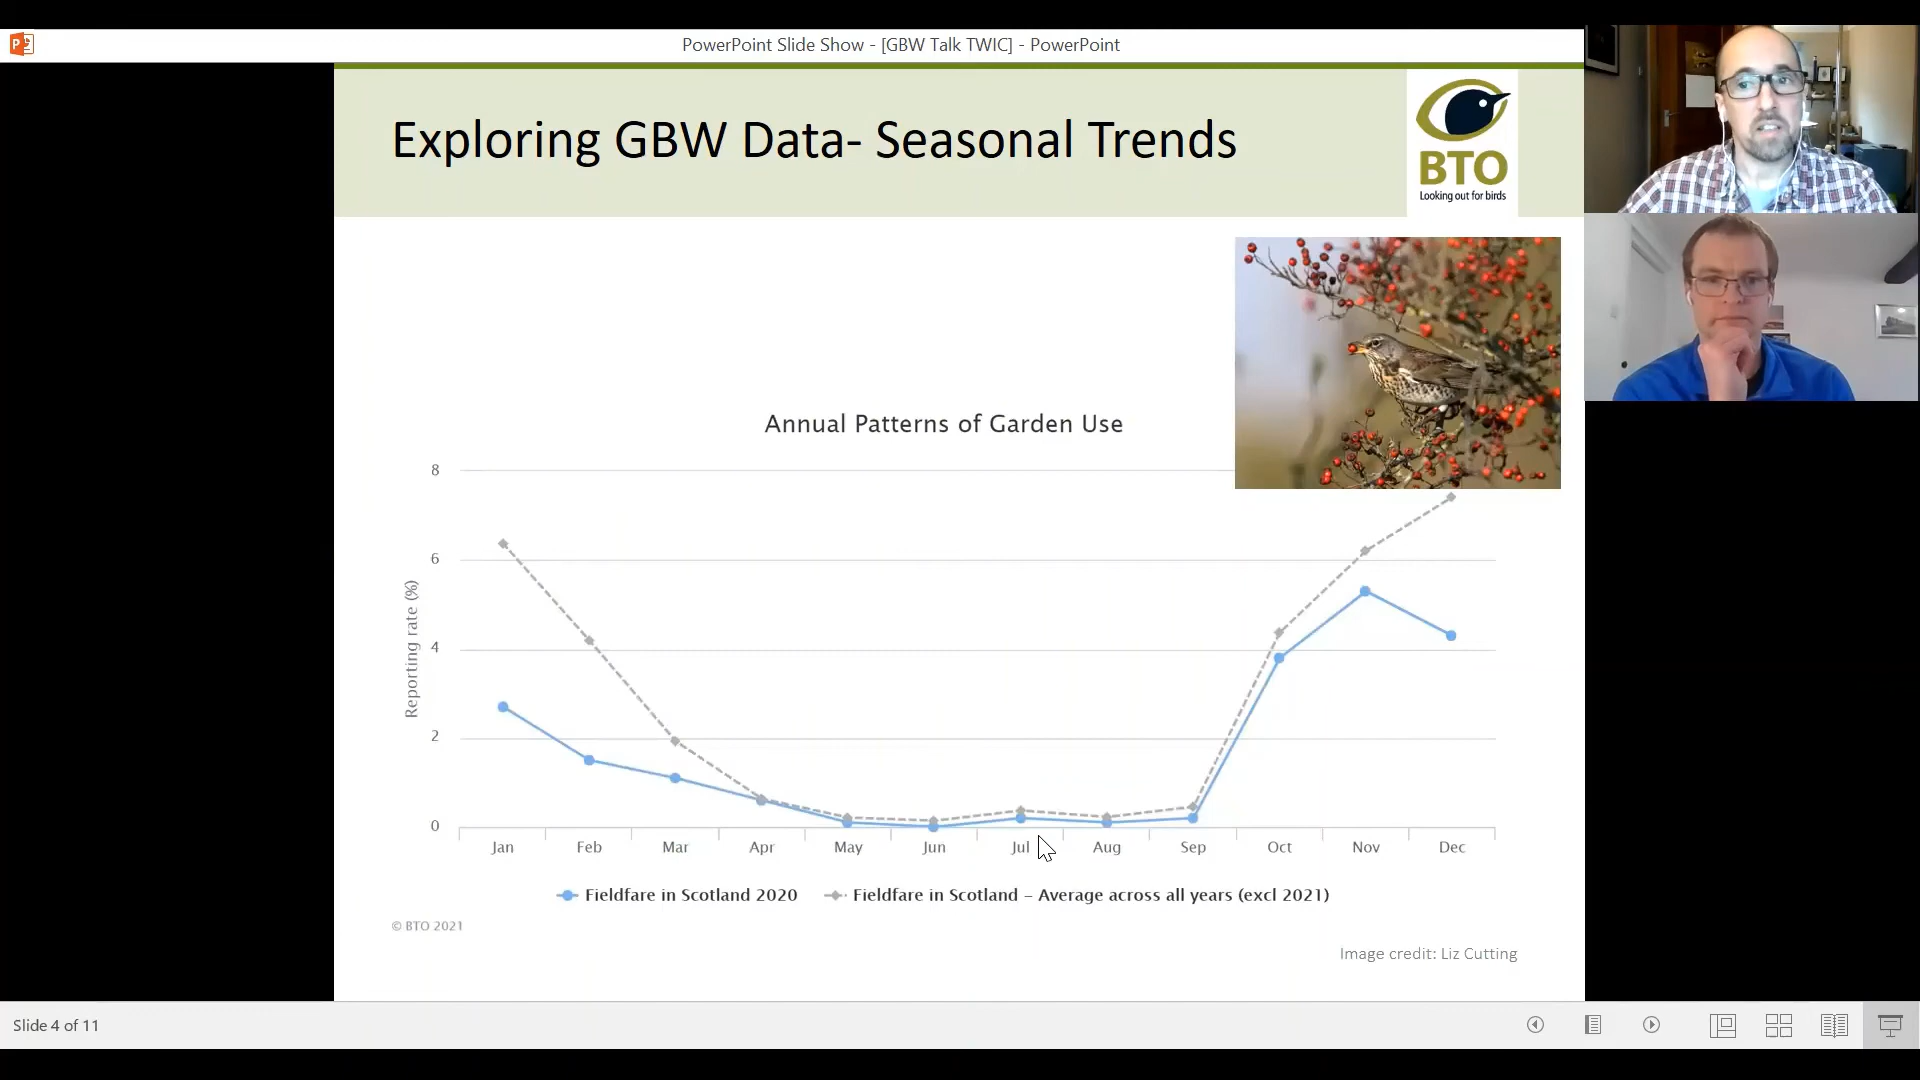 PowerPoint Slide Show - [GBW Talk TWIC] - PowerPoint
Exploring GBW Data- Seasonal Trends
BTO
Looking out for birds
Annual Patterns of Garden Use
8
6
4
2
0
Reporting rate (%)
Jan Feb Mar Apr May Jun Jul Aug Sep Oct Nov Dec
Fieldfare in Scotland 2020 Fieldfare in Scotland – Average across all years (excl 2021)
© BTO 2021
Image credit: Liz Cutting
Slide 4 of 11